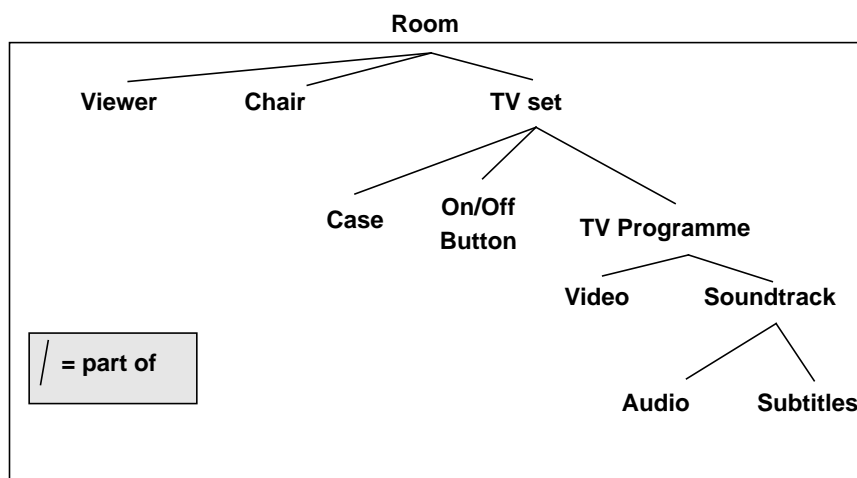 Room
Viewer
Chair
TV set
Case
On/Off
Button
TV Programme
Video
Soundtrack
= part of
Audio
Subtitles